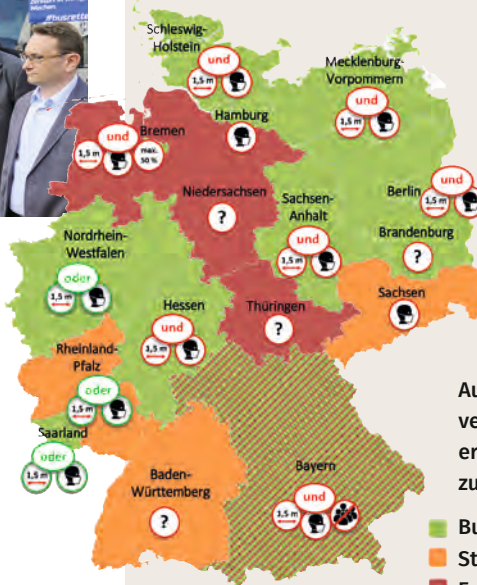 Wochen.
#busrette
Schleswig-
Holstein
und
1,5 m
Mecklenburg-
Vorpommern
und
1,5 m
Hamburg
und
Bremen
1,5 m
max.
50 %
Niedersachsen
?
Berlin
und
1,5 m
Sachsen-
Anhalt
und
1,5 m
Brandenburg
?
Nordrhein-
Westfalen
oder
1,5 m
Hessen
und
1,5 m
Thüringen
?
Sachsen
Rheinland-
Pfalz
oder
1,5 m
Saarland
oder
1,5 m
Baden-
Württemberg
?
Bayern
und
1,5 m
Au
ve
er
zu
Bu
St